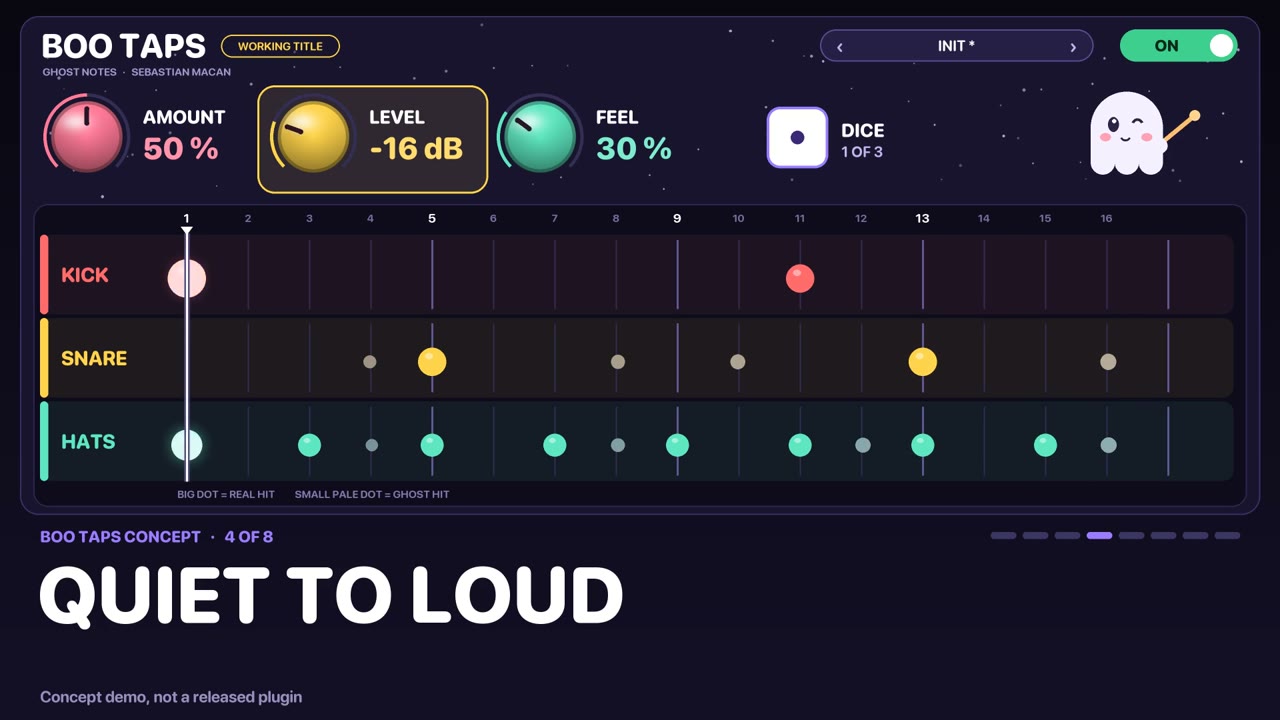 BOO TAPS
WORKING TITLE
GHOST NOTES · SEBASTIAN MACAN
‹ INIT * ›
ON
AMOUNT
50 %
LEVEL
-16 dB
FEEL
30 %
DICE
1 OF 3
1 2 3 4 5 6 7 8 9 10 11 12 13 14 15 16
KICK
SNARE
HATS
BIG DOT = REAL HIT SMALL PALE DOT = GHOST HIT
BOO TAPS CONCEPT · 4 OF 8
QUIET TO LOUD
Concept demo, not a released plugin